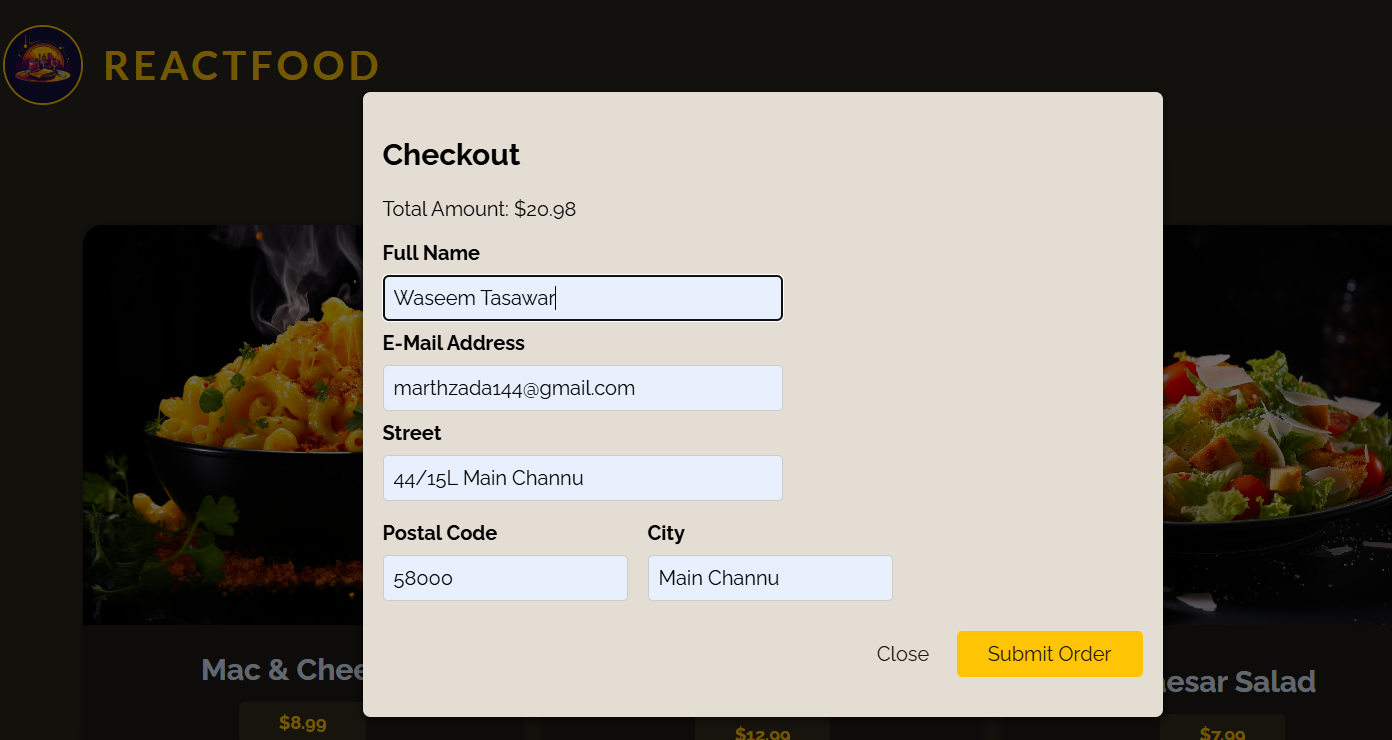 REACTFOOD
Checkout
Total Amount: $20.98
Full Name
Waseem Tasawar
E-Mail Address
marthzada144@gmail.com
Street
44/15L Main Channu
Postal Code City
58000 Main Channu
Close Submit Order
Mac & Chee
esar Salad
$8.99 $12.99 $7.99